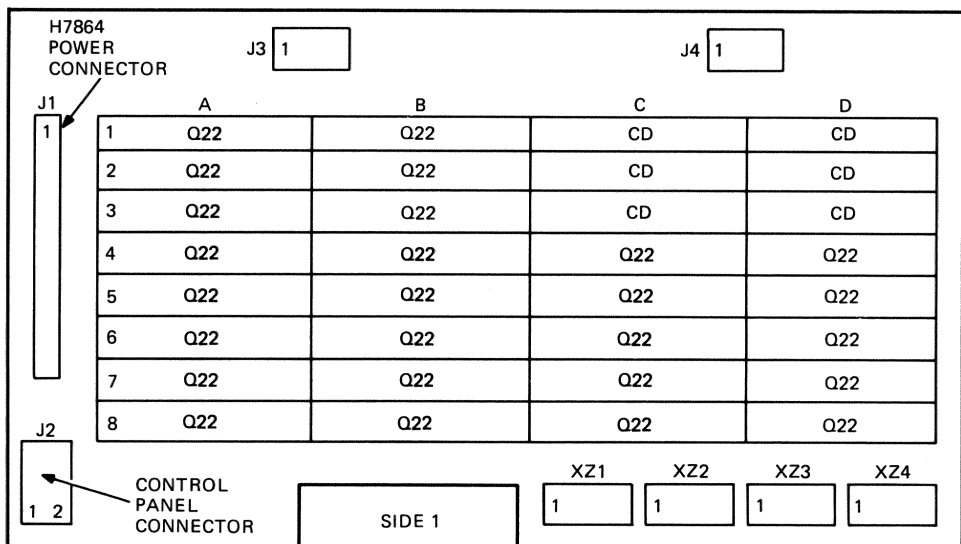 H7864
POWER
CONNECTOR
J3 1
J4 1
J1
1
A B C D
1 Q22 Q22 CD CD
2 Q22 Q22 CD CD
3 Q22 Q22 CD CD
4 Q22 Q22 Q22 Q22
5 Q22 Q22 Q22 Q22
6 Q22 Q22 Q22 Q22
7 Q22 Q22 Q22 Q22
8 Q22 Q22 Q22 Q22
J2
1 2
CONTROL
PANEL
CONNECTOR
SIDE 1
XZ1 XZ2 XZ3 XZ4
1 1 1 1